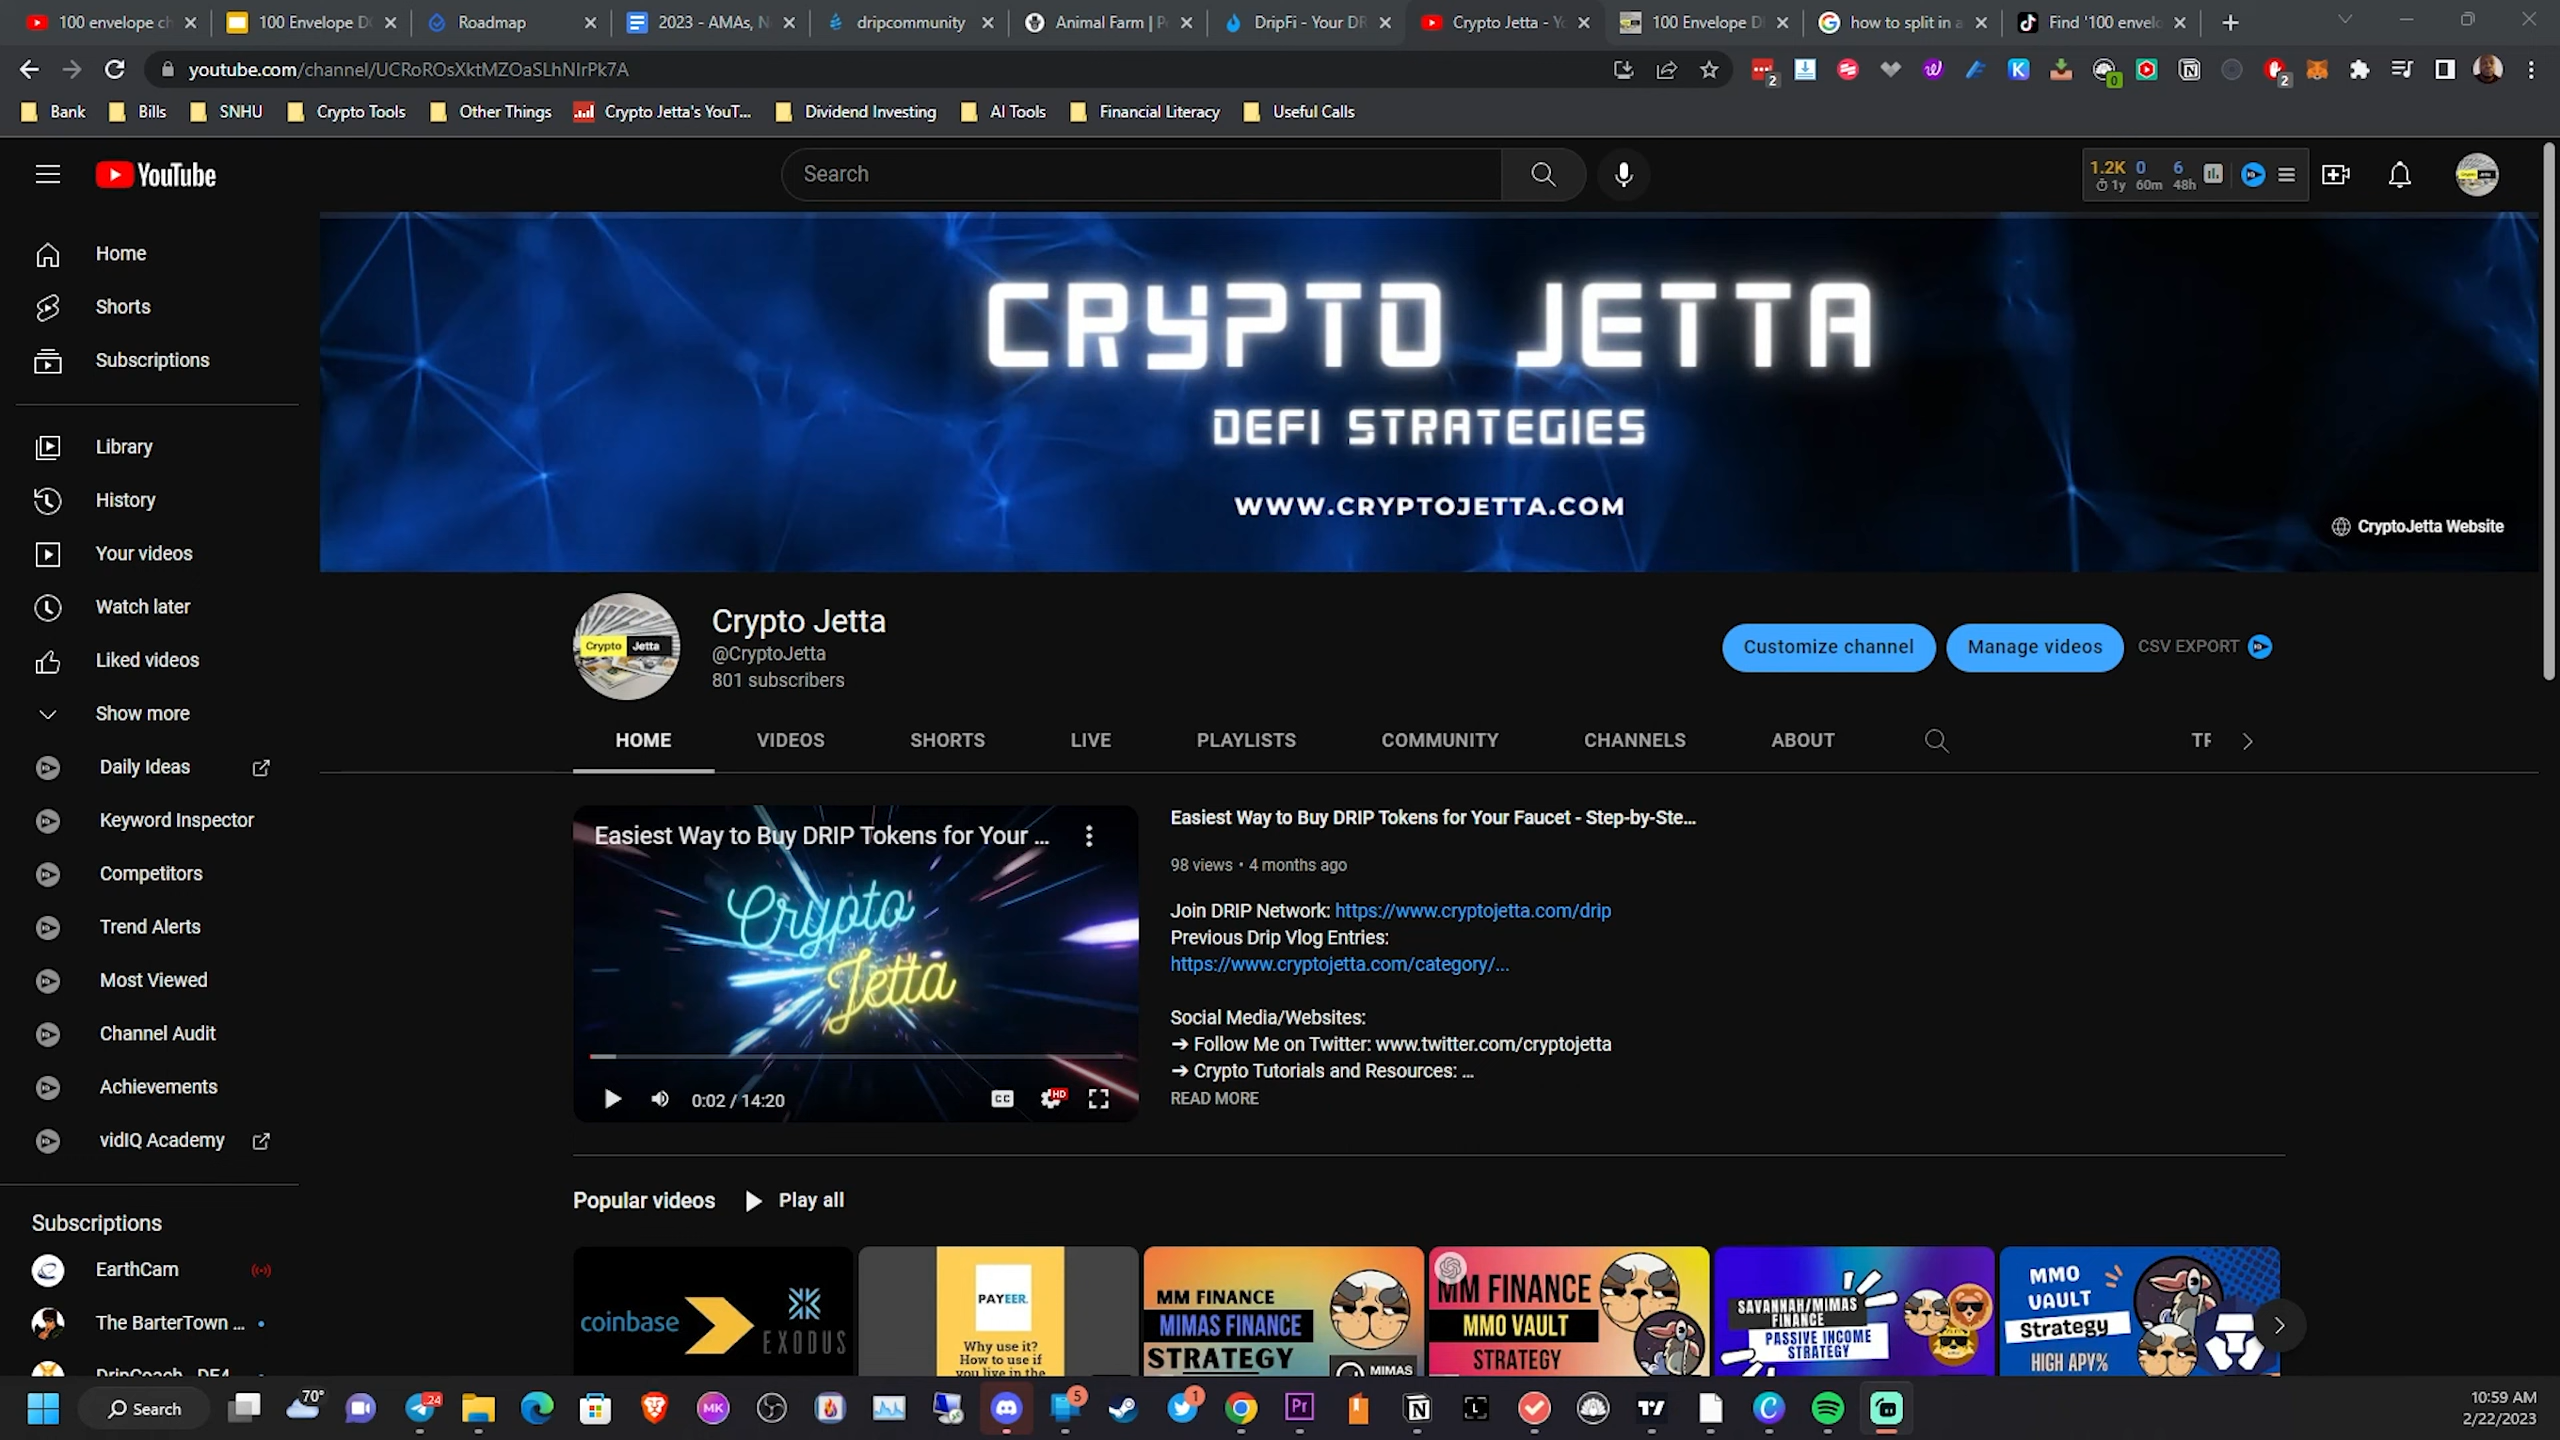 100 envelope ch
100 Envelope D
Roadmap
2023 - AMAs, N
dripcommunity
Animal Farm | P
DripFi - Your DR
Crypto Jetta - Yo
100 Envelope D
how to split in a
Find '100 envel
youtube.com/channel/UCRoROsXktMZOaSLhNIrPk7A
Bank
Bills
SNHU
Crypto Tools
Other Things
Crypto Jetta's YouT...
Dividend Investing
AI Tools
Financial Literacy
Useful Calls
YouTube
Search
1.2K 0 6
1y 60m 48h
Home
Shorts
Subscriptions
Library
History
Your videos
Watch later
Liked videos
Show more
Daily Ideas
Keyword Inspector
Competitors
Trend Alerts
Most Viewed
Channel Audit
Achievements
vidIQ Academy
Subscriptions
EarthCam
The BarterTown ...
CRYPTO JETTA
DEFI STRATEGIES
WWW.CRYPTOJETTA.COM
CryptoJetta Website
Crypto Jetta
Crypto Jetta
@CryptoJetta
801 subscribers
Customize channel
Manage videos
CSV EXPORT
HOME
VIDEOS
SHORTS
LIVE
PLAYLISTS
COMMUNITY
CHANNELS
ABOUT
Easiest Way to Buy DRIP Tokens for Your ...
Crypto
Jetta
0:02 / 14:20
CC
HD
Easiest Way to Buy DRIP Tokens for Your Faucet - Step-by-Ste...
98 views • 4 months ago
Join DRIP Network: https://www.cryptojetta.com/drip
Previous Drip Vlog Entries:
https://www.cryptojetta.com/category/...
Social Media/Websites:
➔ Follow Me on Twitter: www.twitter.com/cryptojetta
➔ Crypto Tutorials and Resources: ...
READ MORE
Popular videos
Play all
coinbase
EXODUS
PAYEER
Why use it?
How to use if
you live in the
MM FINANCE
MIMAS FINANCE
STRATEGY
MIMAS
MM FINANCE
MMO VAULT
STRATEGY
SAVANNAH/MIMAS
FINANCE
PASSIVE INCOME
STRATEGY
MMO
VAULT
Strategy
HIGH APY%
Search
70°
24
MK
5
1
Pr
10:59 AM
2/22/2023